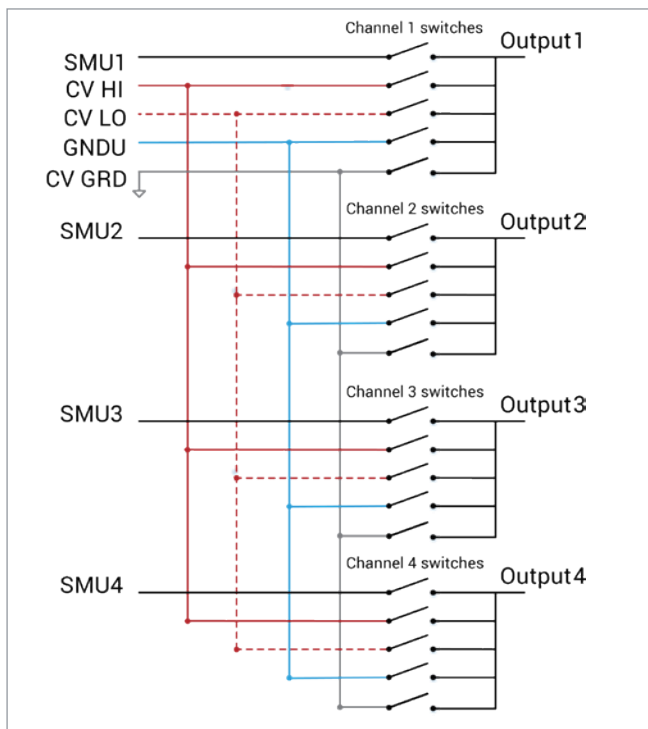 Channel 1 switches
Output1
SMU1
CV HI
CV LO
GNDU
CV GRD
Channel 2 switches
Output2
SMU2
Channel 3 switches
Output3
SMU3
Channel 4 switches
Output4
SMU4